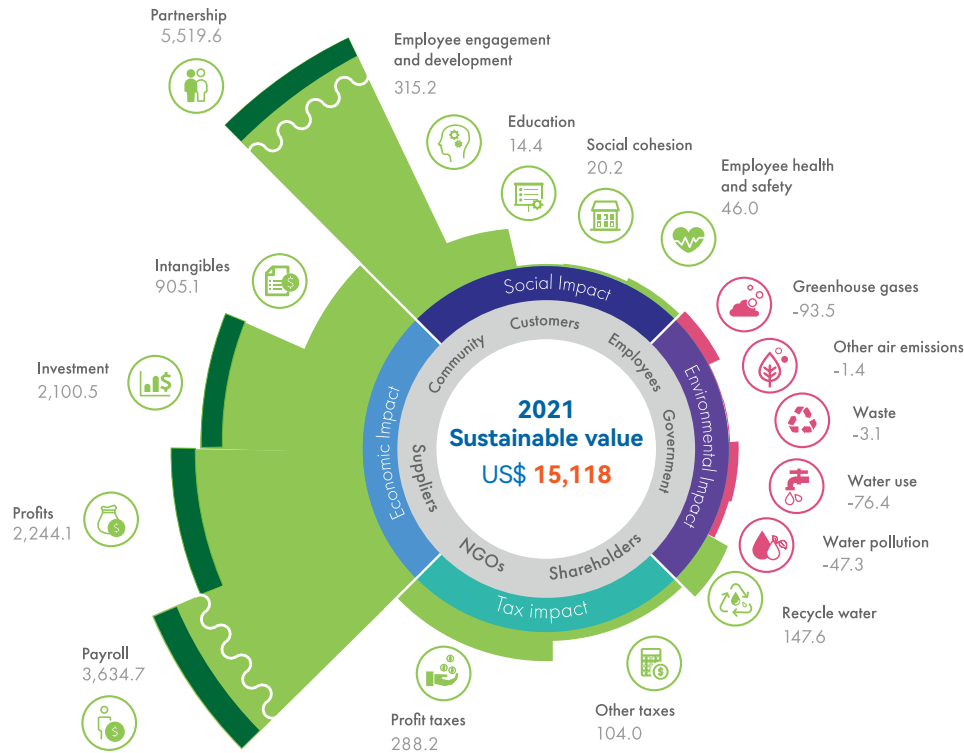 Partnership
5,519.6
Employee engagement
and development
315.2
Education
14.4
Social cohesion
20.2
Employee health
and safety
46.0
Intangibles
905.1
Investment
2,100.5
Profits
2,244.1
Payroll
3,634.7
Greenhouse gases
-93.5
Other air emissions
-1.4
Waste
-3.1
Water use
-76.4
Water pollution
-47.3
Recycle water
147.6
Profit taxes
288.2
Other taxes
104.0
Social Impact
Environmental Impact
Tax impact
Economic Impact
Community
Customers
Employees
Government
Shareholders
NGOs
Suppliers
2021
Sustainable value
US$ 15,118
$
$
$
$
$
$
$
$
$